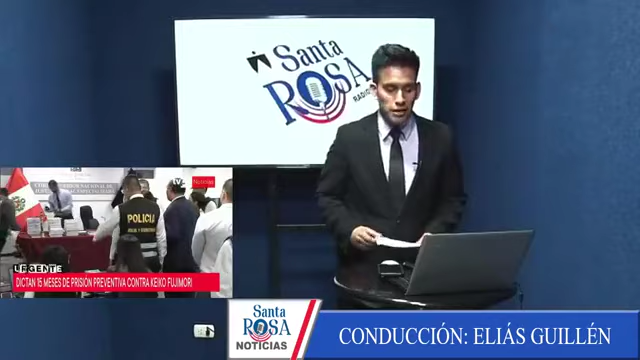 Santa
ROSA
RADIO
POLICIA
URGENTE
DICTAN 15 MESES DE PRISIÓN PREVENTIVA CONTRA KEIKO FUJIMORI
Santa
ROSA
NOTICIAS
CONDUCCIÓN: ELIÁS GUILLÉN